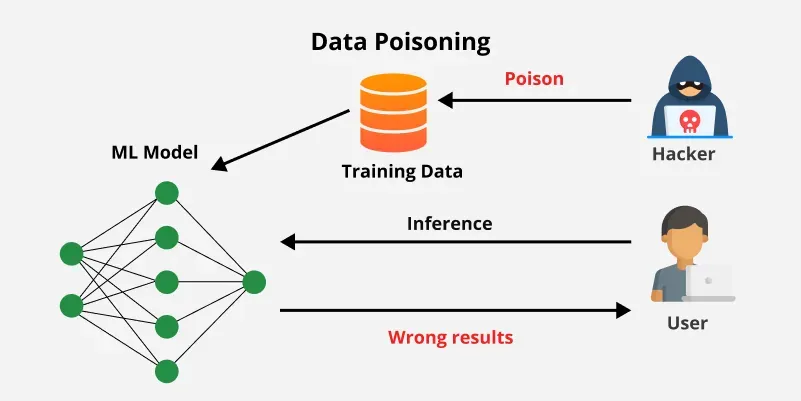 Data Poisoning
Poison
Hacker
Training Data
ML Model
Inference
User
Wrong results